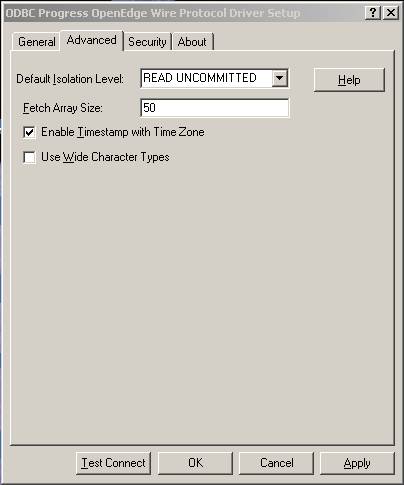 ODBC Progress OpenEdge Wire Protocol Driver Setup
General Advanced Security About
Default Isolation Level: READ UNCOMMITTED Help
Fetch Array Size: 50
Enable Timestamp with Time Zone
Use Wide Character Types
Test Connect OK Cancel Apply